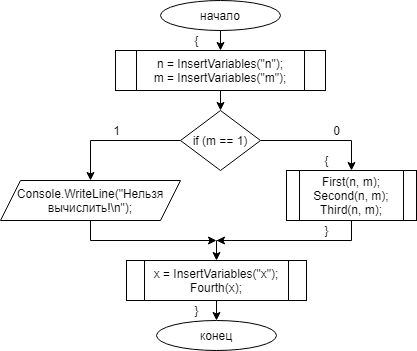 начало
{
n = InsertVariables("n");
m = InsertVariables("m");
1
if (m == 1)
0
{
Console.WriteLine("Нельзя
вычислить!\n");
First(n, m);
Second(n, m);
Third(n, m);
}
x = InsertVariables("x");
Fourth(x);
}
конец